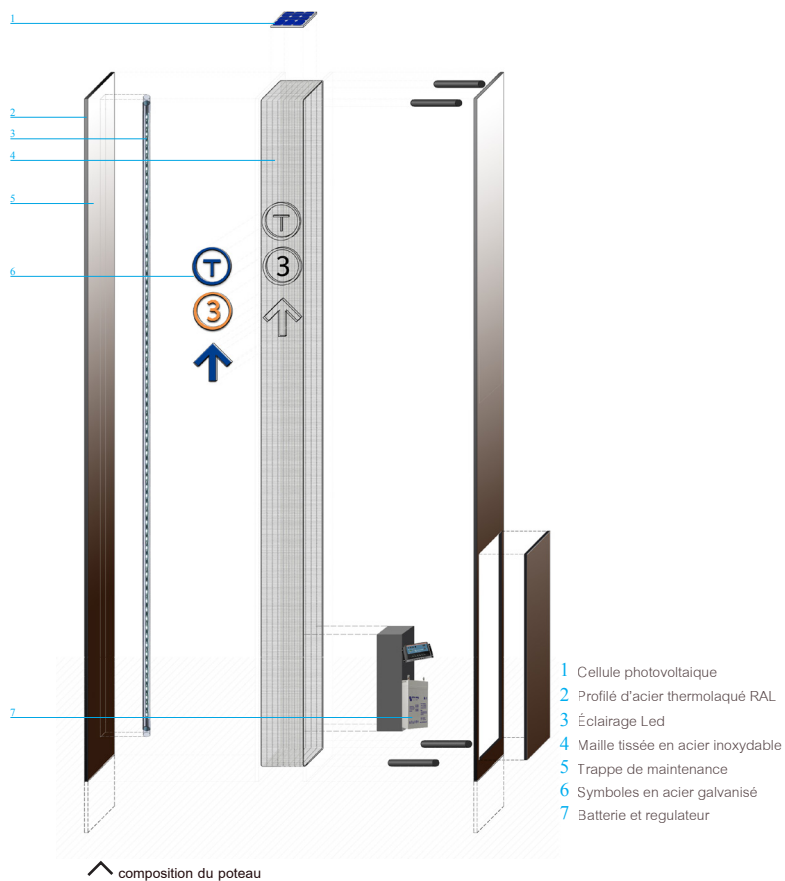 1
2
3
4
5
6
7
T
3
T
3
1 Cellule photovoltaique
2 Profilé d'acier thermolaqué RAL
3 Éclairage Led
4 Maille tissée en acier inoxydable
5 Trappe de maintenance
6 Symboles en acier galvanisé
7 Batterie et regulateur
composition du poteau